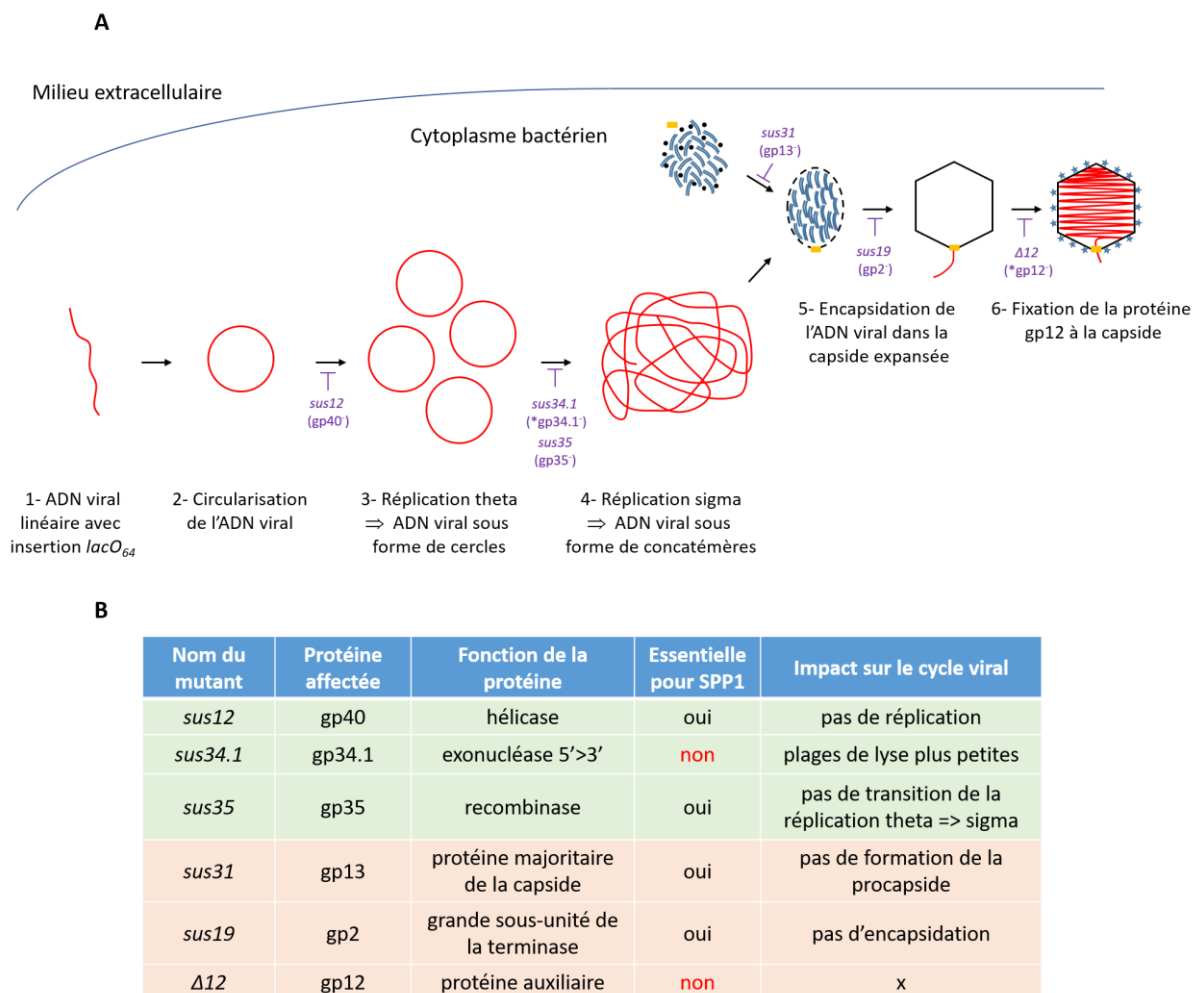 A
Milieu extracellulaire
Cytoplasme bactérien
sus31
(gp13-)
sus19
(gp2-)
Δ12
(*gp12-)
5- Encapsidation de
l’ADN viral dans la
capside expansée
6- Fixation de la protéine
gp12 à la capside
sus12
(gp40-)
sus34.1
(*gp34.1-)
sus35
(gp35-)
1- ADN viral
linéaire avec
insertion lacO64
2- Circularisation
de l’ADN viral
3- Réplication theta
⇒ ADN viral sous
forme de cercles
4- Réplication sigma
⇒ ADN viral sous
forme de concatémères
B
Nom du
mutant
Protéine
affectée
Fonction de la
protéine
Essentielle
pour SPP1
Impact sur le cycle viral
sus12
gp40
hélicase
oui
pas de réplication
sus34.1
gp34.1
exonucléase 5’>3’
non
plages de lyse plus petites
sus35
gp35
recombinase
oui
pas de transition de la
réplication theta => sigma
sus31
gp13
protéine majoritaire
de la capside
oui
pas de formation de la
procapside
sus19
gp2
grande sous-unité de
la terminase
oui
pas d’encapsidation
Δ12
gp12
protéine auxiliaire
non
x